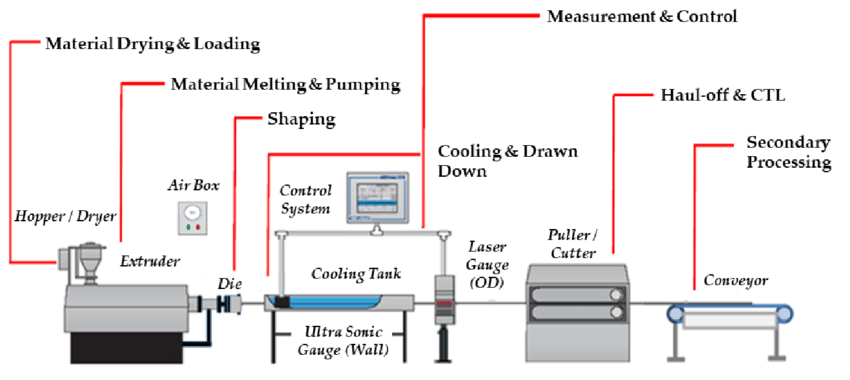 Measurement & Control
Material Drying & Loading
Material Melting & Pumping
Haul-off & CTL
Shaping
Secondary
Processing
Cooling & Drawn
Down
Air Box
Control
System
Hopper / Dryer
Extruder
Die
Cooling Tank
Laser
Gauge
(OD)
Puller /
Cutter
Conveyor
Ultra Sonic
Gauge (Wall)